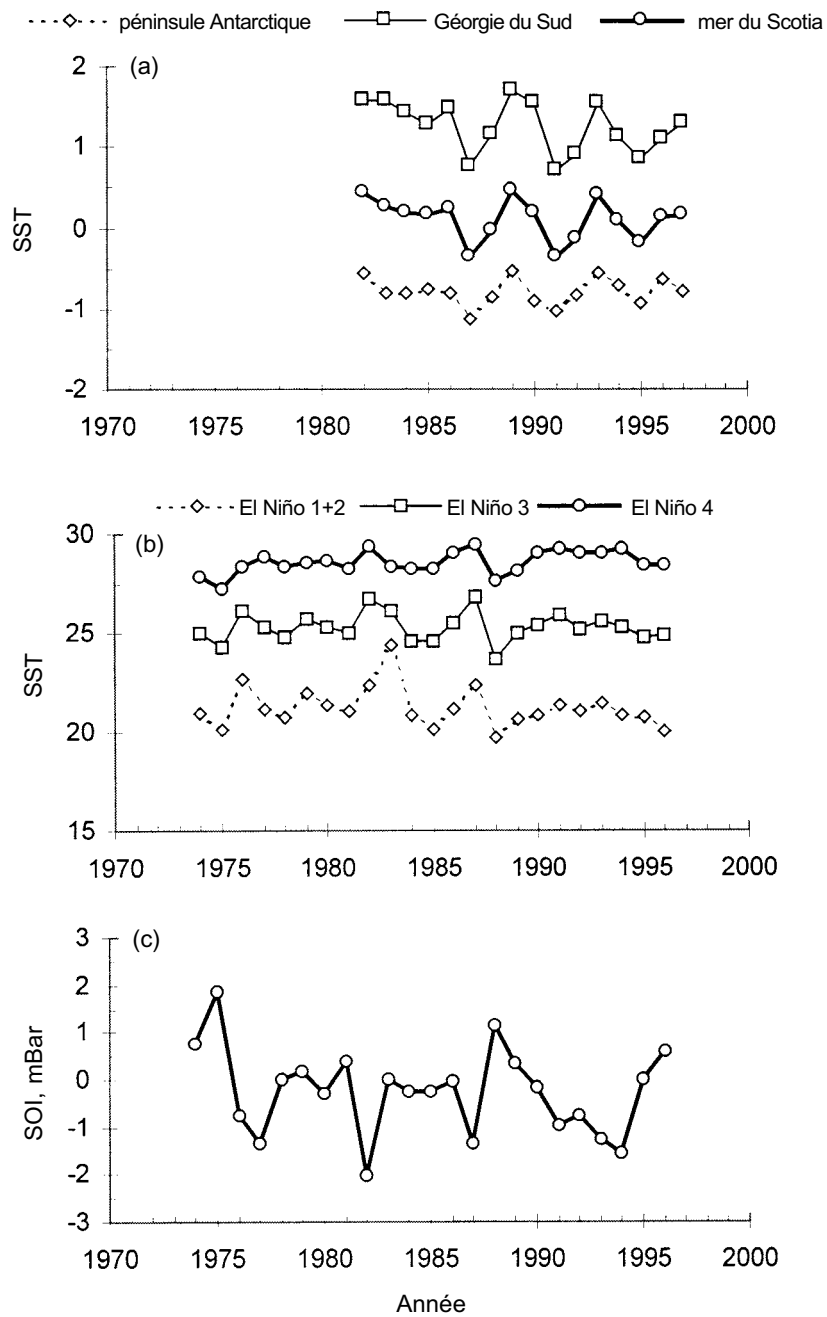 péninsule Antarctique Géorgie du Sud mer du Scotia
(a)
2
1
0
-1
-2
SST
1970 1975 1980 1985 1990 1995 2000
El Niño 1+2 El Niño 3 El Niño 4
(b)
30
25
20
15
SST
1970 1975 1980 1985 1990 1995 2000
(c)
3
2
1
0
-1
-2
-3
SOI, mBar
1970 1975 1980 1985 1990 1995 2000
Année